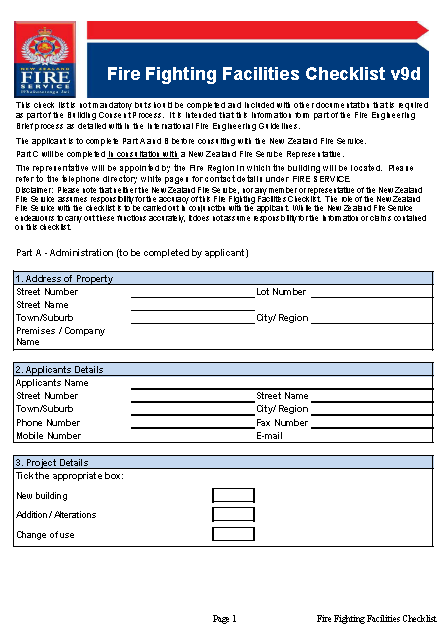 NEW ZEALAND
FIRE
SERVICE
Whakaratonga Iwi
Fire Fighting Facilities Checklist v9d
This check list is not mandatory but should be completed and included with other documentation that is required
as part of the Building Consent Process. It is intended that this information form part of the Fire Engineering
Brief process as detailed within the International Fire Engineering Guidelines.
The applicant is to complete Part A and B before consulting with the New Zealand Fire Service.
Part C will be completed in consultation with a New Zealand Fire Service Representative.
The representative will be appointed by the Fire Region in which the building will be located. Please
refer to the telephone directory white pages for contact details under FIRE SERVICE
Disclaimer: Please note that neither the New Zealand Fire Service, nor any member or representative of the New Zealand
Fire Service assumes responsibility for the accuracy of this Fire Fighting Facilities Checklist. The role of the New Zealand
Fire Service with the checklist is to be carried out in conjunction with the applicant. While the New Zealand Fire Service
endeavours to carry out these functions accurately, it does not assume responsibility for the information or claims contained
on this checklist.
Part A - Administration (to be completed by applicant)
1. Address of Property
Street Number Lot Number
Street Name
Town/Suburb City/ Region
Premises / Company
Name
2. Applicants Details
Applicants Name
Street Number Street Name
Town/Suburb City/ Region
Phone Number Fax Number
Mobile Number E-mail
3. Project Details
Tick the appropriate box:
New building
Addition / Alterations
Change of use
Page 1 Fire Fighting Facilities Checklist